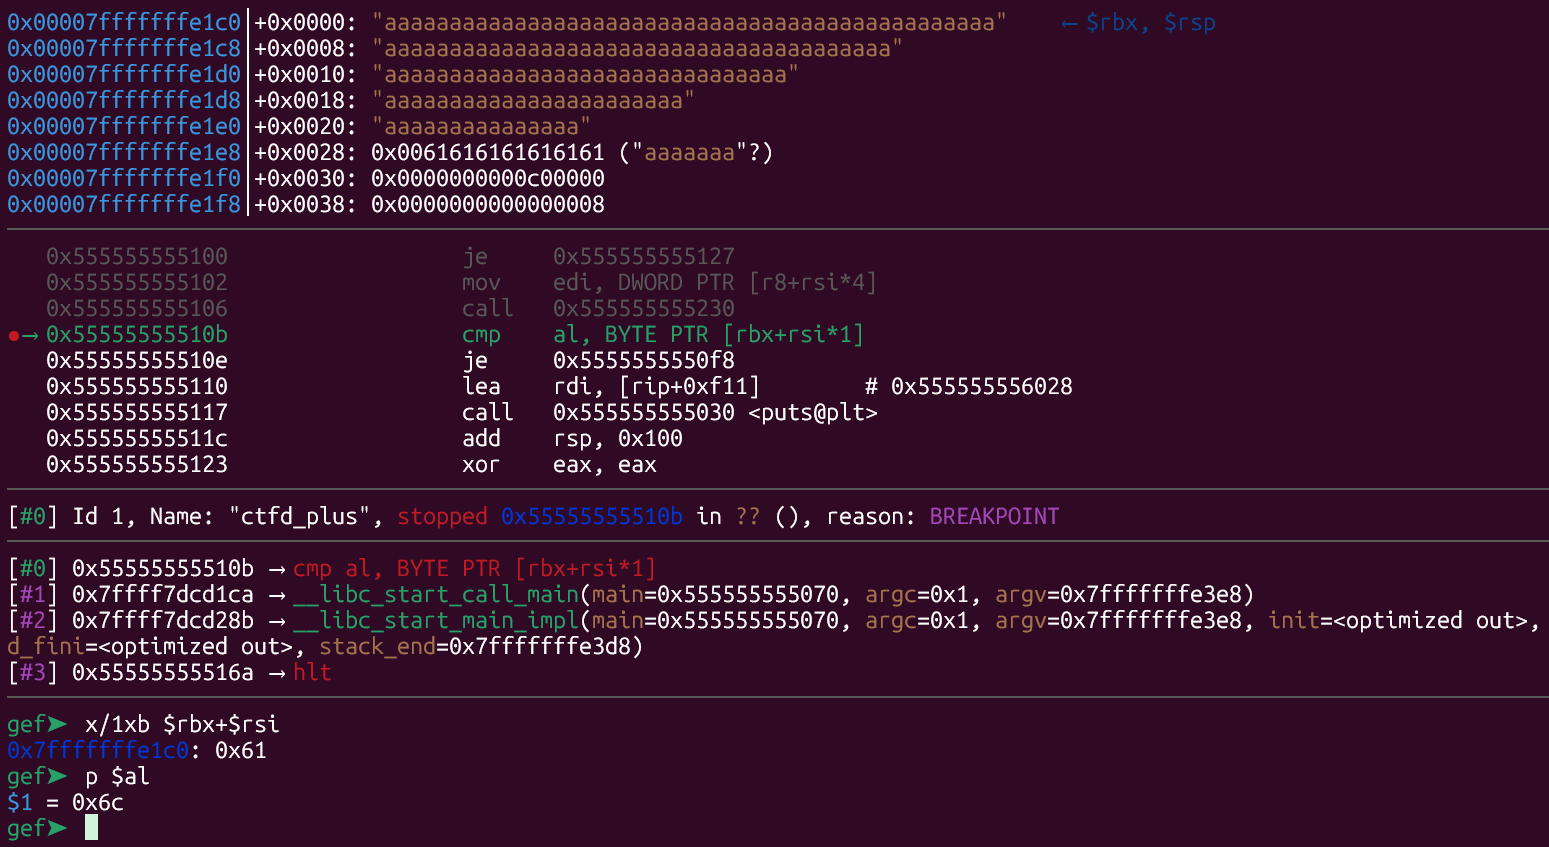 0x00007fffffffe1c0│+0x0000: "aaaaaaaaaaaaaaaaaaaaaaaaaaaaaaaaaaaaaaaaaaaaaaa"    ← $rbx, $rsp
0x00007fffffffe1c8│+0x0008: "aaaaaaaaaaaaaaaaaaaaaaaaaaaaaaaaaaaaaaa"
0x00007fffffffe1d0│+0x0010: "aaaaaaaaaaaaaaaaaaaaaaaaaaaaaaa"
0x00007fffffffe1d8│+0x0018: "aaaaaaaaaaaaaaaaaaaaaaa"
0x00007fffffffe1e0│+0x0020: "aaaaaaaaaaaaaaa"
0x00007fffffffe1e8│+0x0028: 0x0061616161616161 ("aaaaaaa"?)
0x00007fffffffe1f0│+0x0030: 0x0000000000c00000
0x00007fffffffe1f8│+0x0038: 0x0000000000000008
0x555555555100                  je     0x555555555127
0x555555555102                  mov    edi, DWORD PTR [r8+rsi*4]
0x555555555106                  call   0x555555555230
●→ 0x55555555510b                  cmp    al, BYTE PTR [rbx+rsi*1]
0x55555555510e                  je     0x5555555550f8
0x555555555110                  lea    rdi, [rip+0xf11]        # 0x555555556028
0x555555555117                  call   0x555555555030 <puts@plt>
0x55555555511c                  add    rsp, 0x100
0x555555555123                  xor    eax, eax
[#0] Id 1, Name: "ctfd_plus", stopped 0x55555555510b in ?? (), reason: BREAKPOINT
[#0] 0x55555555510b → cmp al, BYTE PTR [rbx+rsi*1]
[#1] 0x7ffff7dcd1ca → __libc_start_call_main(main=0x555555555070, argc=0x1, argv=0x7fffffffe3e8)
[#2] 0x7ffff7dcd28b → __libc_start_main_impl(main=0x555555555070, argc=0x1, argv=0x7fffffffe3e8, init=<optimized out>,
d_fini=<optimized out>, stack_end=0x7fffffffe3d8)
[#3] 0x55555555516a → hlt
gef➤  x/1xb $rbx+$rsi
0x7fffffffe1c0: 0x61
gef➤  p $al
$1 = 0x6c
gef➤